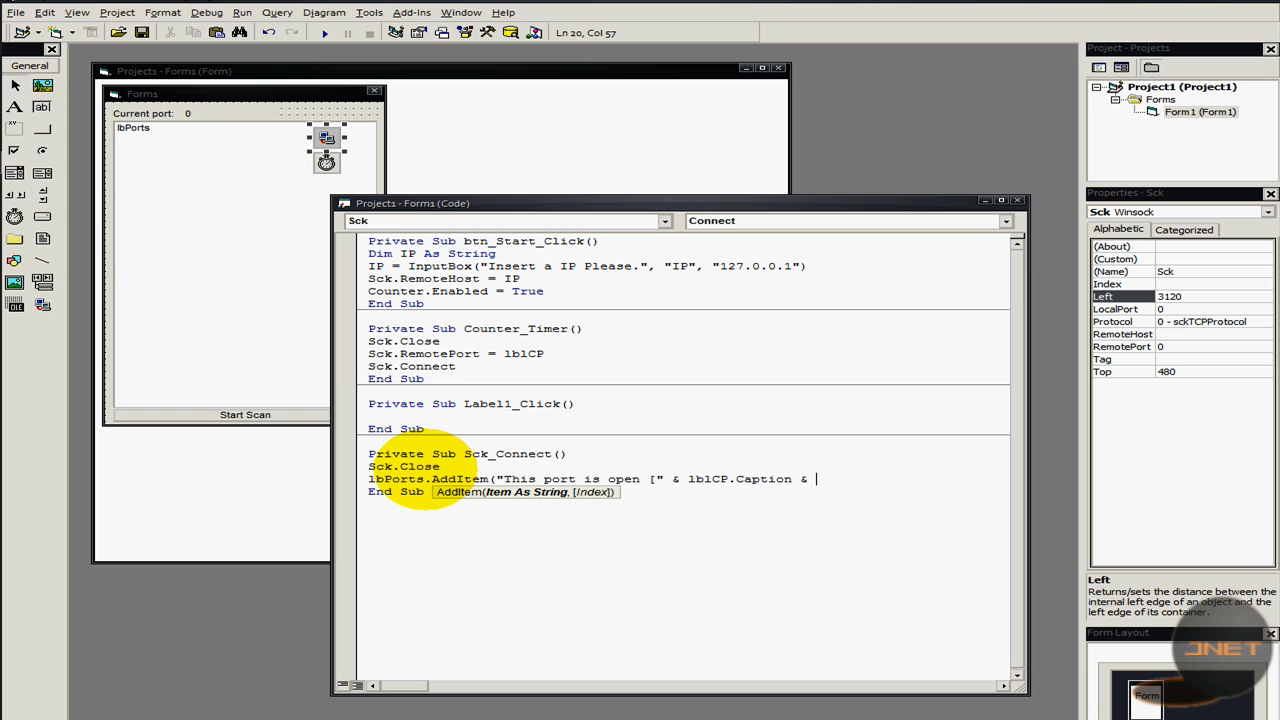 File Edit View Project Format Debug Run Query Diagram Tools Add-Ins Window Help
Ln 20, Col 57
General
A
ab|
xv
OLE
Project1 - Form1 (Form)
Form1
Current port: 0
lbPorts
Start Scan
Project1 - Form1 (Code)
Sck
Connect
Private Sub btn_Start_Click()
Dim IP As String
IP = InputBox("Insert a IP Please.", "IP", "127.0.0.1")
Sck.RemoteHost = IP
Counter.Enabled = True
End Sub
Private Sub Counter_Timer()
Sck.Close
Sck.RemotePort = lblCP
Sck.Connect
End Sub
Private Sub Label1_Click()
End Sub
Private Sub Sck_Connect()
Sck.Close
lbPorts.AddItem("This port is open [" & lblCP.Caption &
End Sub
AddItem(Item As String, [Index])
Project - Project1
Project1 (Project1)
Forms
Form1 (Form1)
Properties - Sck
Sck Winsock
Alphabetic
Categorized
(About)
(Custom)
(Name) Sck
Index
Left 3120
LocalPort 0
Protocol 0 - sckTCPProtocol
RemoteHost
RemotePort 0
Tag
Top 480
Left
Returns/sets the distance between the
internal left edge of an object and the
left edge of its container.
Form Layout
Form
JNET